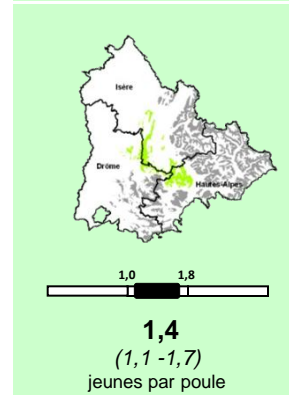 Isère
Drôme
Hautes-Alpes
1,0 1,8
1,4
(1,1 -1,7)
jeunes par poule